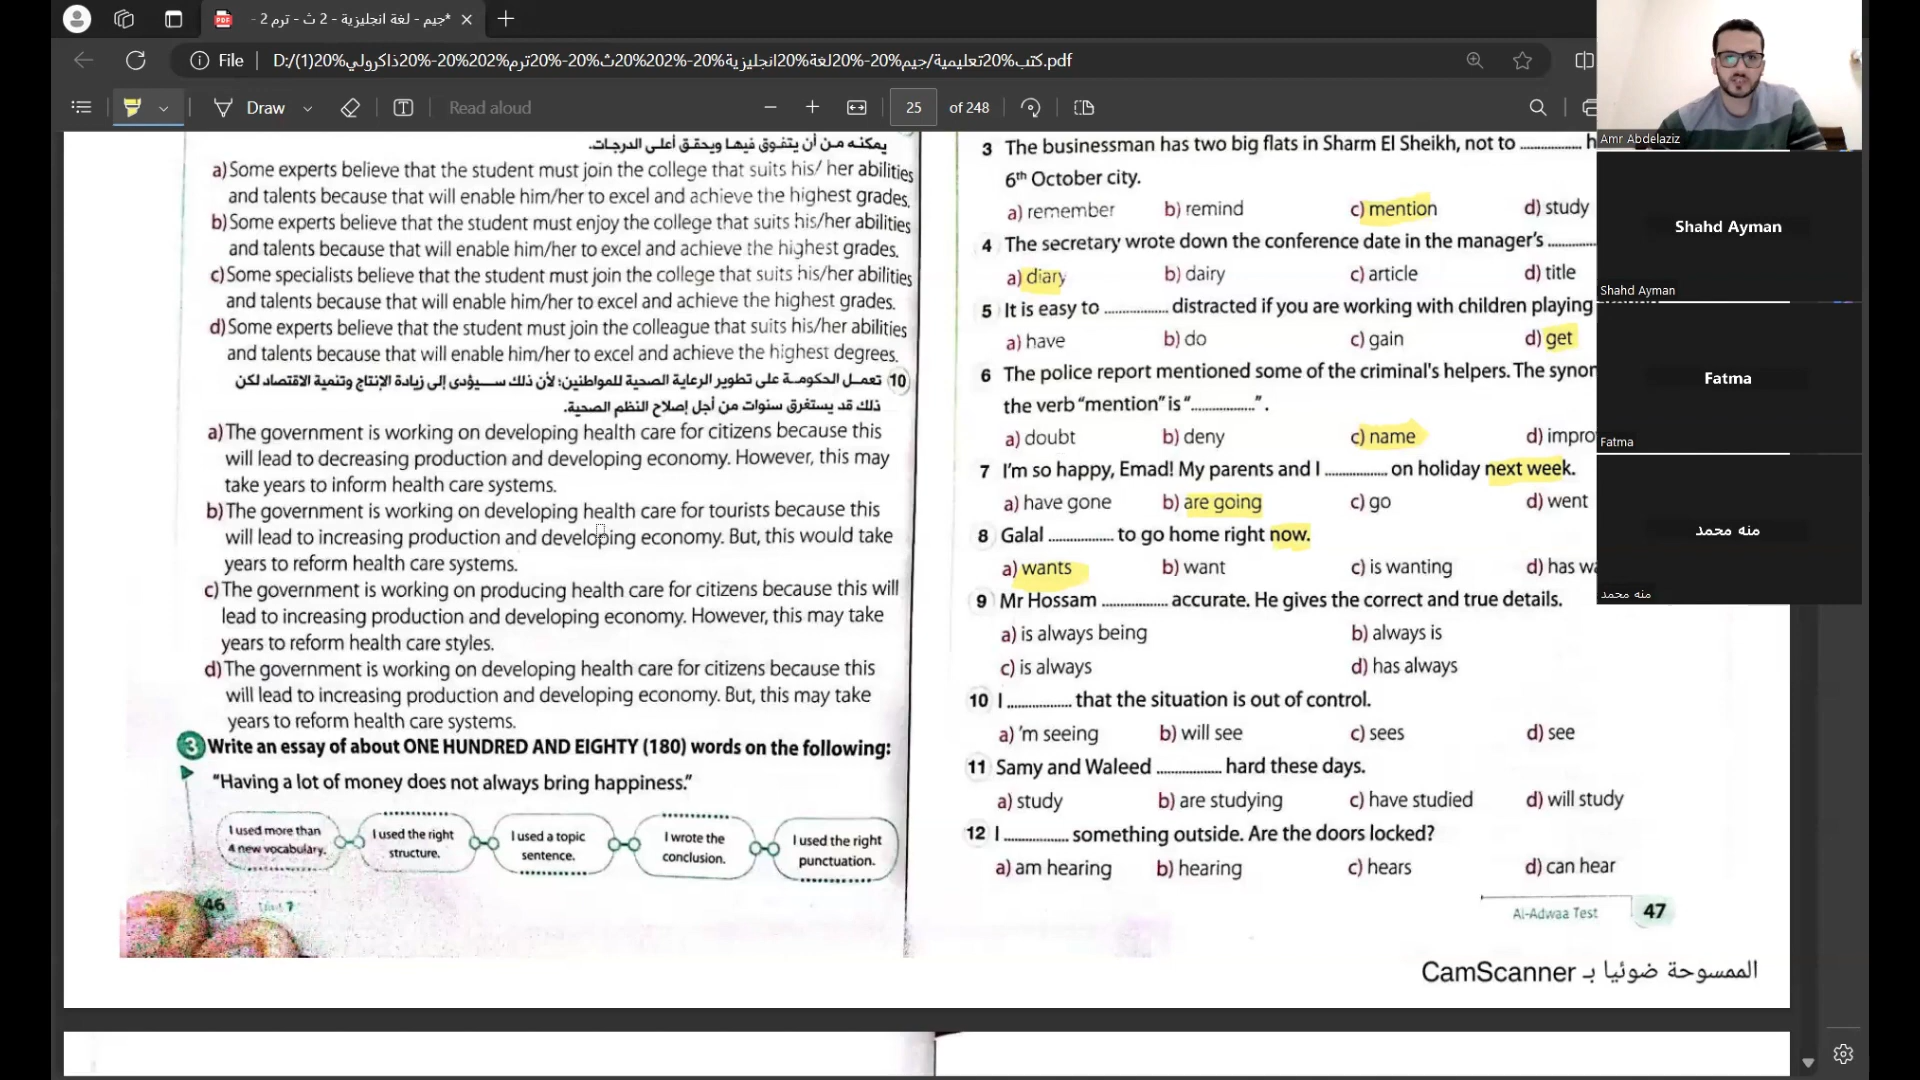 *جيم - لغة انجليزية - 2 ث - ترم 2 -
File
D:/(1)ذاكرولي%20-%20ترم%202%20-%20ث%202%20-%20لغة%20انجليزية%20-%20جيم/كتب%20تعليمية.pdf
Draw
Read aloud
25 of 248
يمكنه من أن يتفوق فيها ويحقق أعلى الدرجات.
a) Some experts believe that the student must join the college that suits his/ her abilities
and talents because that will enable him/her to excel and achieve the highest grades.
b) Some experts believe that the student must enjoy the college that suits his/her abilities
and talents because that will enable him/her to excel and achieve the highest grades.
c) Some specialists believe that the student must join the college that suits his/her abilities
and talents because that will enable him/her to excel and achieve the highest grades.
d) Some experts believe that the student must join the colleague that suits his/her abilities
and talents because that will enable him/her to excel and achieve the highest degrees.
10 تعمل الحكومة على تطوير الرعاية الصحية للمواطنين؛ لأن ذلك سيؤدى إلى زيادة الإنتاج وتنمية الاقتصاد لكن
ذلك قد يستغرق سنوات من أجل إصلاح النظم الصحية.
a) The government is working on developing health care for citizens because this
will lead to decreasing production and developing economy. However, this may
take years to inform health care systems.
b) The government is working on developing health care for tourists because this
will lead to increasing production and developing economy. But, this would take
years to reform health care systems.
c) The government is working on producing health care for citizens because this will
lead to increasing production and developing economy. However, this may take
years to reform health care styles.
d) The government is working on developing health care for citizens because this
will lead to increasing production and developing economy. But, this may take
years to reform health care systems.
3 Write an essay of about ONE HUNDRED AND EIGHTY (180) words on the following:
"Having a lot of money does not always bring happiness."
I used more than
4 new vocabulary.
I used the right
structure.
I used a topic
sentence.
I wrote the
conclusion.
I used the right
punctuation.
46 Unit 7
3 The businessman has two big flats in Sharm El Sheikh, not to ............... h
6th October city.
a) remember b) remind c) mention d) study
4 The secretary wrote down the conference date in the manager's ...........
a) diary b) dairy c) article d) title
5 It is easy to ............... distracted if you are working with children playing
a) have b) do c) gain d) get
6 The police report mentioned some of the criminal's helpers. The synon
the verb "mention" is "...............".
a) doubt b) deny c) name d) impro
7 I'm so happy, Emad! My parents and I ............... on holiday next week.
a) have gone b) are going c) go d) went
8 Galal ............... to go home right now.
a) wants b) want c) is wanting d) has wa
9 Mr Hossam ............... accurate. He gives the correct and true details.
a) is always being b) always is
c) is always d) has always
10 I ............... that the situation is out of control.
a) 'm seeing b) will see c) sees d) see
11 Samy and Waleed ............... hard these days.
a) study b) are studying c) have studied d) will study
12 I ............... something outside. Are the doors locked?
a) am hearing b) hearing c) hears d) can hear
Al-Adwaa Test 47
الممسوحة ضوئيا بـ CamScanner
Amr Abdelaziz
Shahd Ayman
Shahd Ayman
Fatma
Fatma
منه محمد
منه محمد